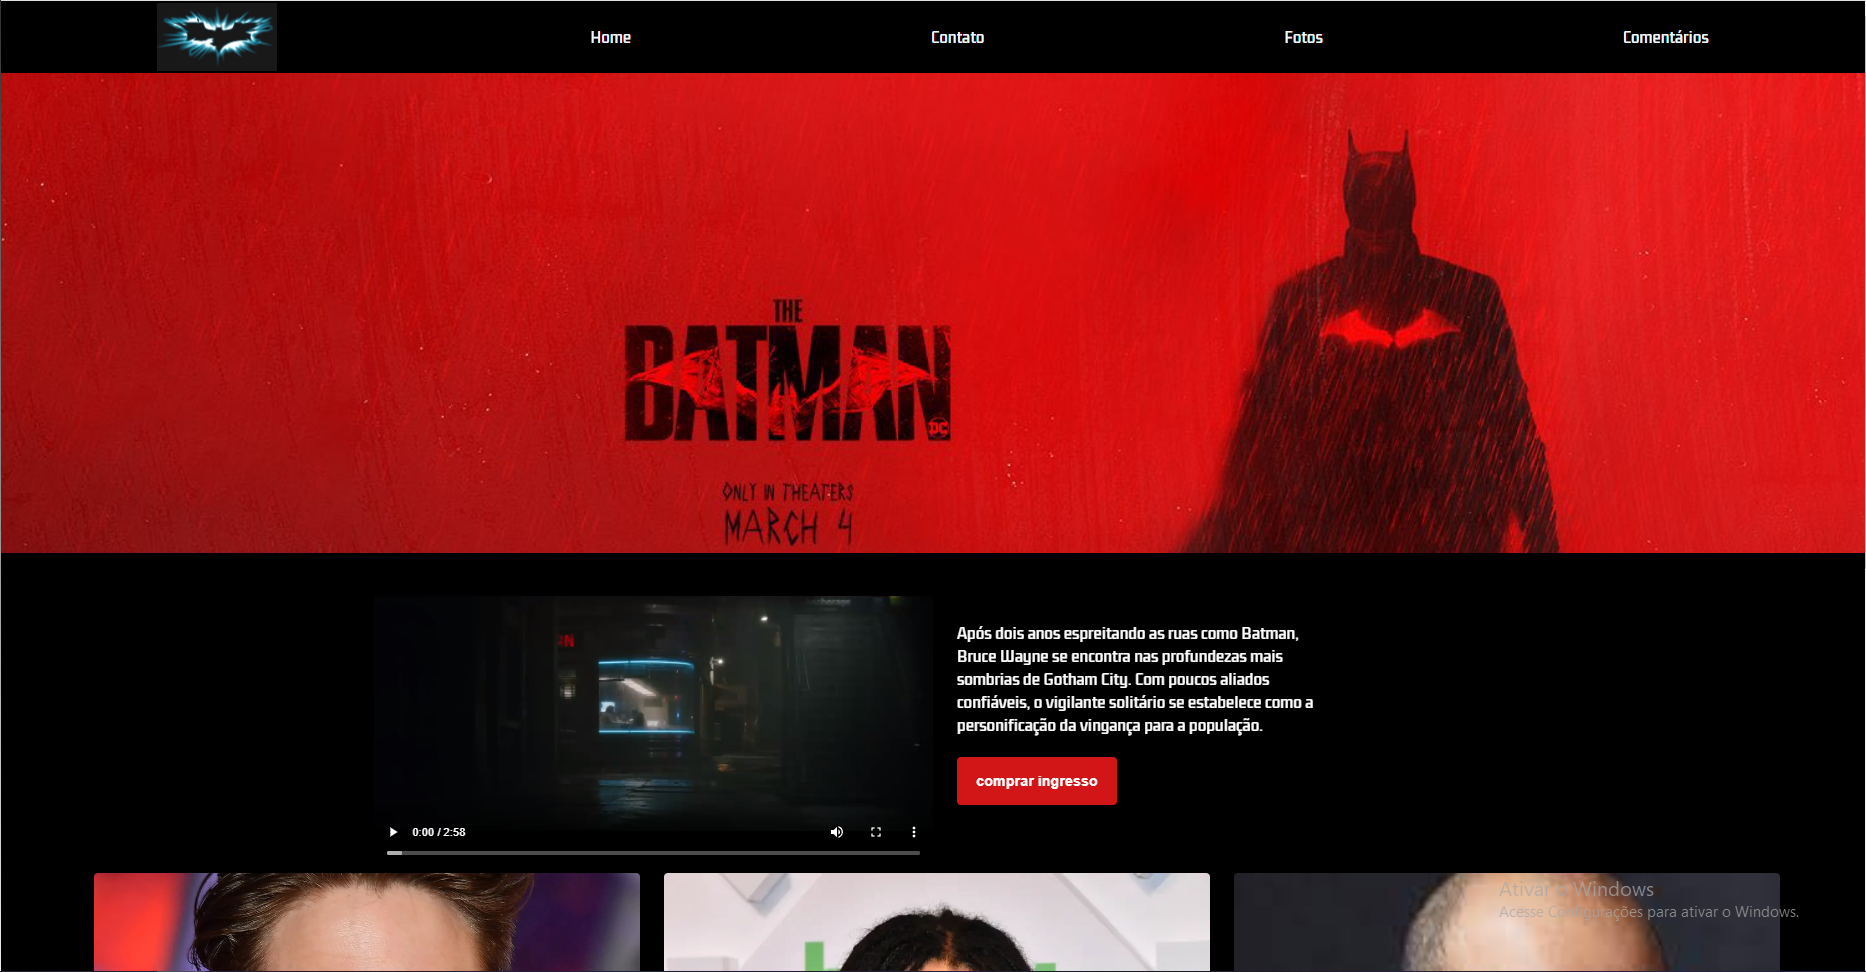 Home
Contato
Fotos
Comentários
THE
BATMAN
DC
ONLY IN THEATERS
MARCH 4
Após dois anos espreitando as ruas como Batman,
Bruce Wayne se encontra nas profundezas mais
sombrias de Gotham City. Com poucos aliados
confiáveis, o vigilante solitário se estabelece como a
personificação da vingança para a população.
comprar ingresso
0:00 / 2:58
Ativar o Windows
Acesse Configurações para ativar o Windows.